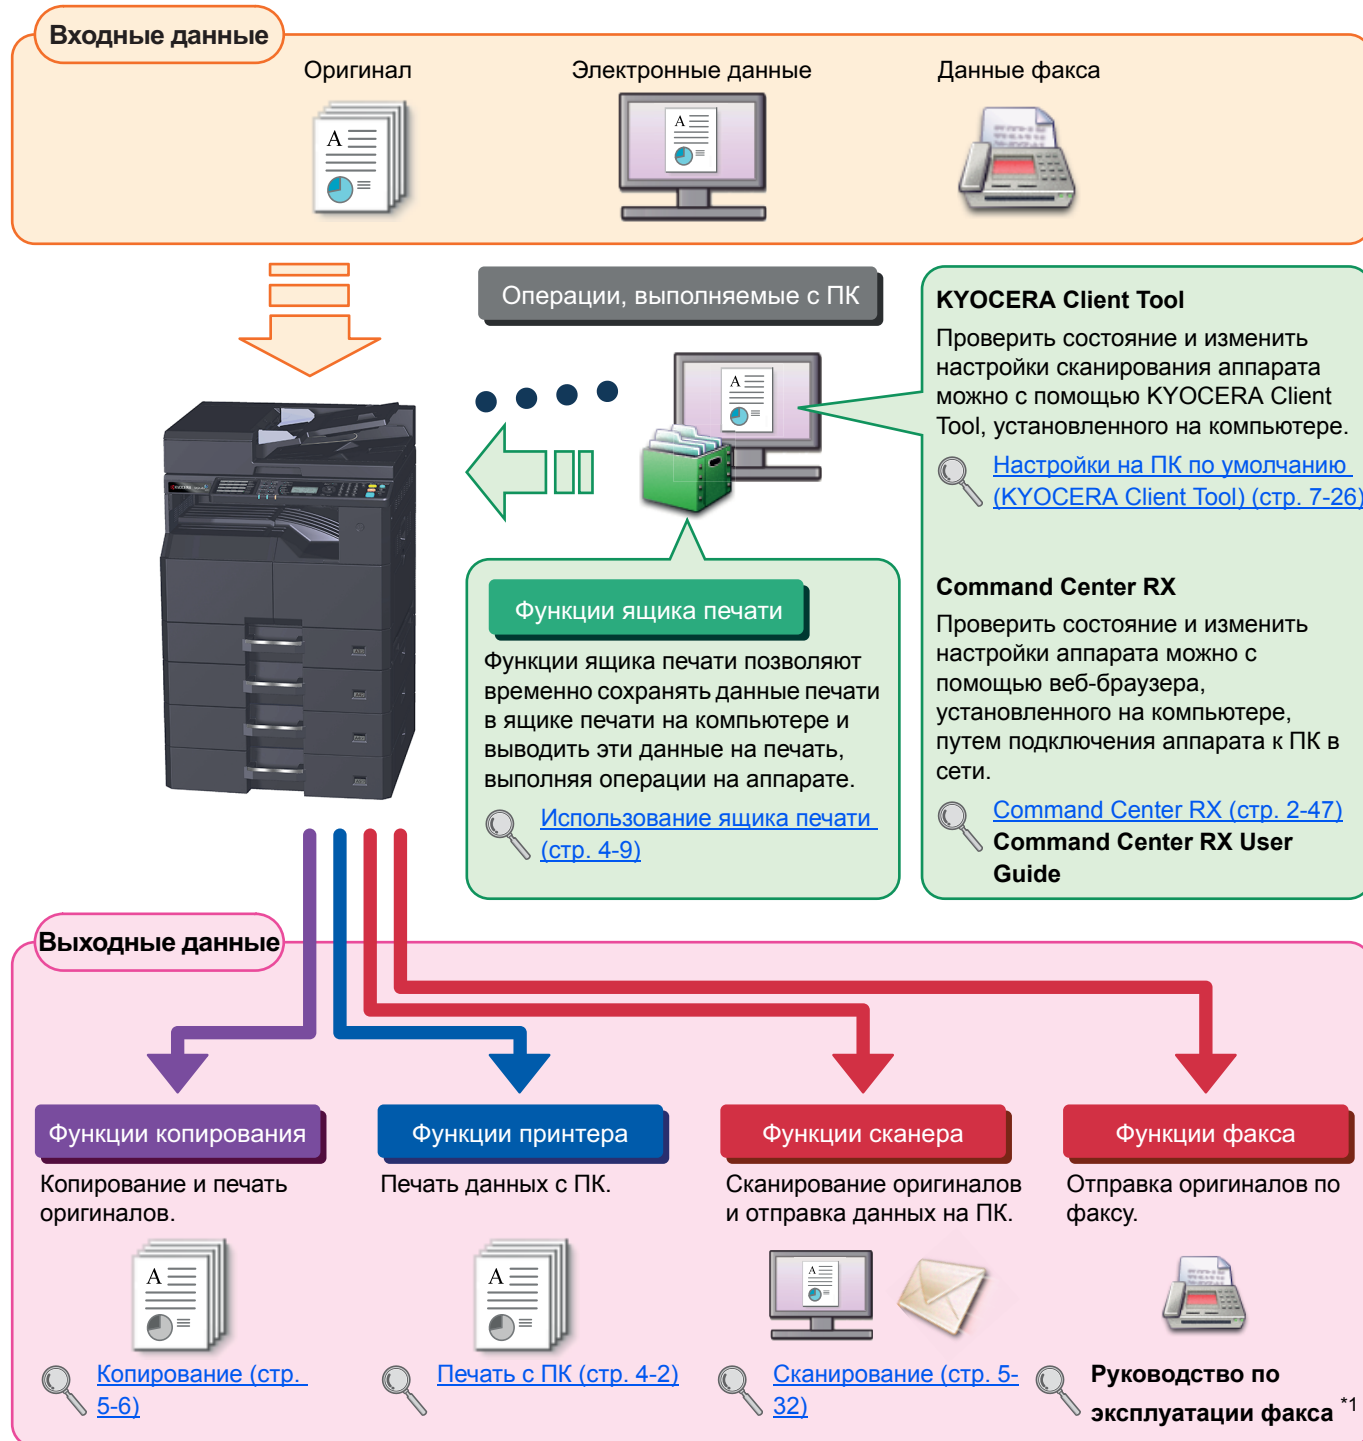 Входные данные
Оригинал
Электронные данные
Данные факса
Операции, выполняемые с ПК
KYOCERA Client Tool
Проверить состояние и изменить
настройки сканирования аппарата
можно с помощью KYOCERA Client
Tool, установленного на компьютере.
Настройки на ПК по умолчанию
(KYOCERA Client Tool) (стр. 7-26)
Command Center RX
Проверить состояние и изменить
настройки аппарата можно с
помощью веб-браузера,
установленного на компьютере,
путем подключения аппарата к ПК в
сети.
Command Center RX (стр. 2-47)
Command Center RX User
Guide
Функции ящика печати
Функции ящика печати позволяют
временно сохранять данные печати
в ящике печати на компьютере и
выводить эти данные на печать,
выполняя операции на аппарате.
Использование ящика печати
(стр. 4-9)
Выходные данные
Функции копирования
Копирование и печать
оригиналов.
Копирование (стр.
5-6)
Функции принтера
Печать данных с ПК.
Печать с ПК (стр. 4-2)
Функции сканера
Сканирование оригиналов
и отправка данных на ПК.
Сканирование (стр. 5-
32)
Функции факса
Отправка оригиналов по
факсу.
Руководство по
эксплуатации факса *1
A
A
A
A
A
A